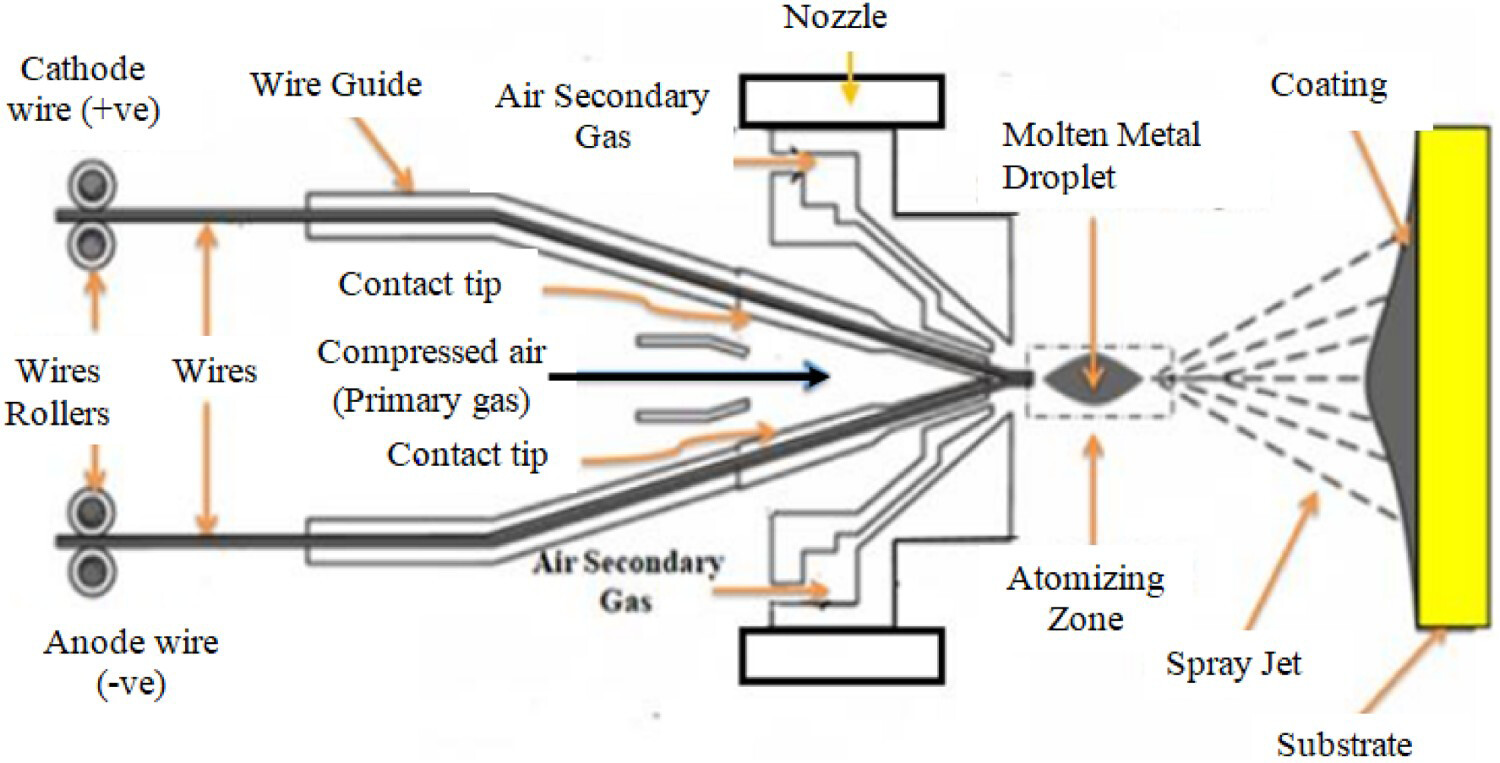 Nozzle
Cathode
wire (+ve)
Wire Guide
Air Secondary
Gas
Coating
Molten Metal
Droplet
Contact tip
Compressed air
(Primary gas)
Wires
Rollers
Wires
Contact tip
Air Secondary
Gas
Atomizing
Zone
Anode wire
(-ve)
Spray Jet
Substrate